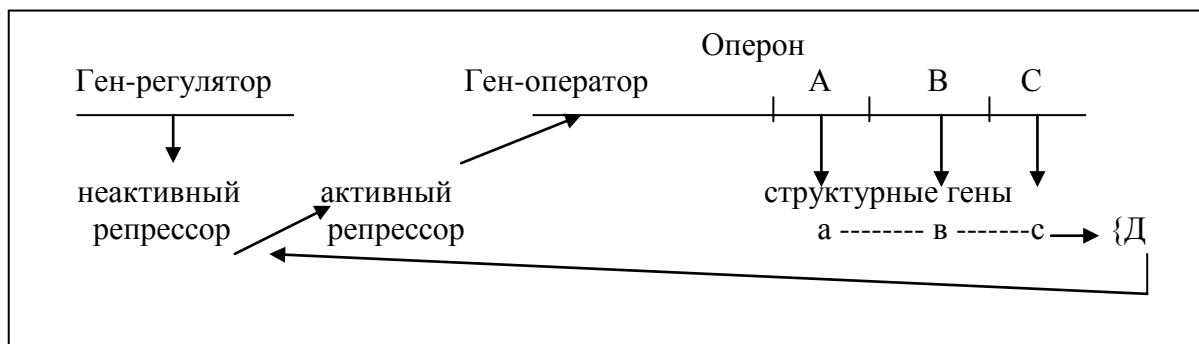 Оперон
Ген-регулятор Ген-оператор А В С
неактивный активный структурные гены
репрессор репрессор а -------- в -------с {Д